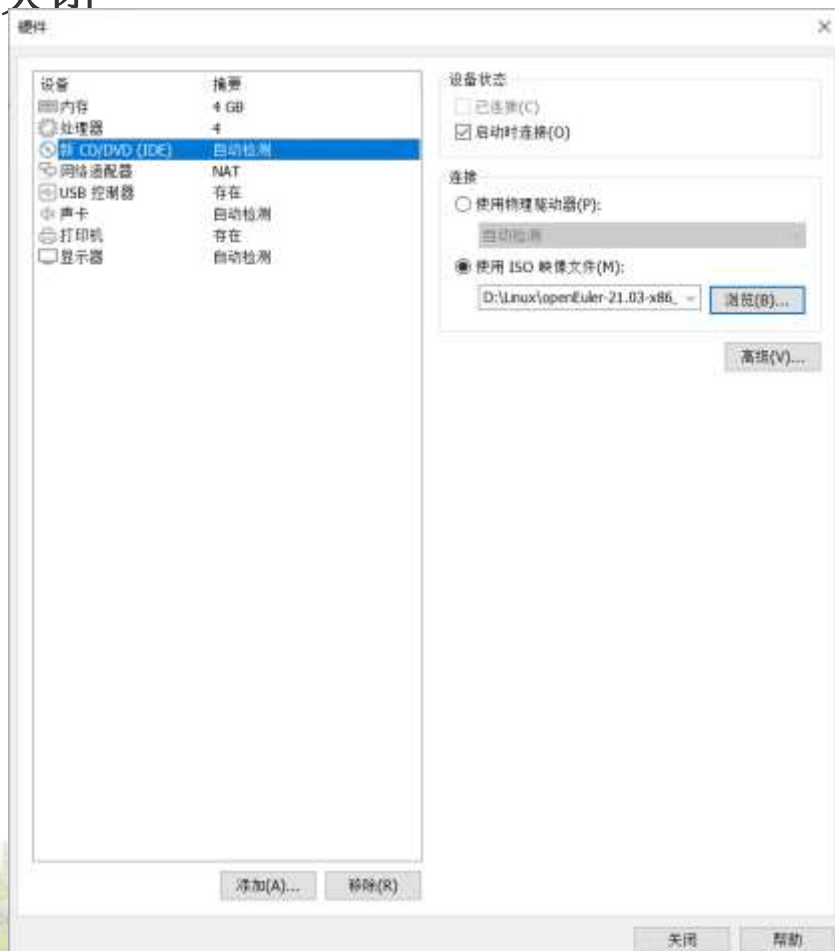 硬件
设备 摘要
内存 4 GB
处理器 4
新 CD/DVD (IDE) 自动检测
网络适配器 NAT
USB 控制器 存在
声卡 自动检测
打印机 存在
显示器 自动检测
添加(A)... 移除(R)
设备状态
已连接(C)
启动时连接(O)
连接
使用物理驱动器(P):
自动检测
使用 ISO 映像文件(M):
D:\Linux\openEuler-21.03-x86_ 浏览(B)...
高级(V)...
关闭 帮助